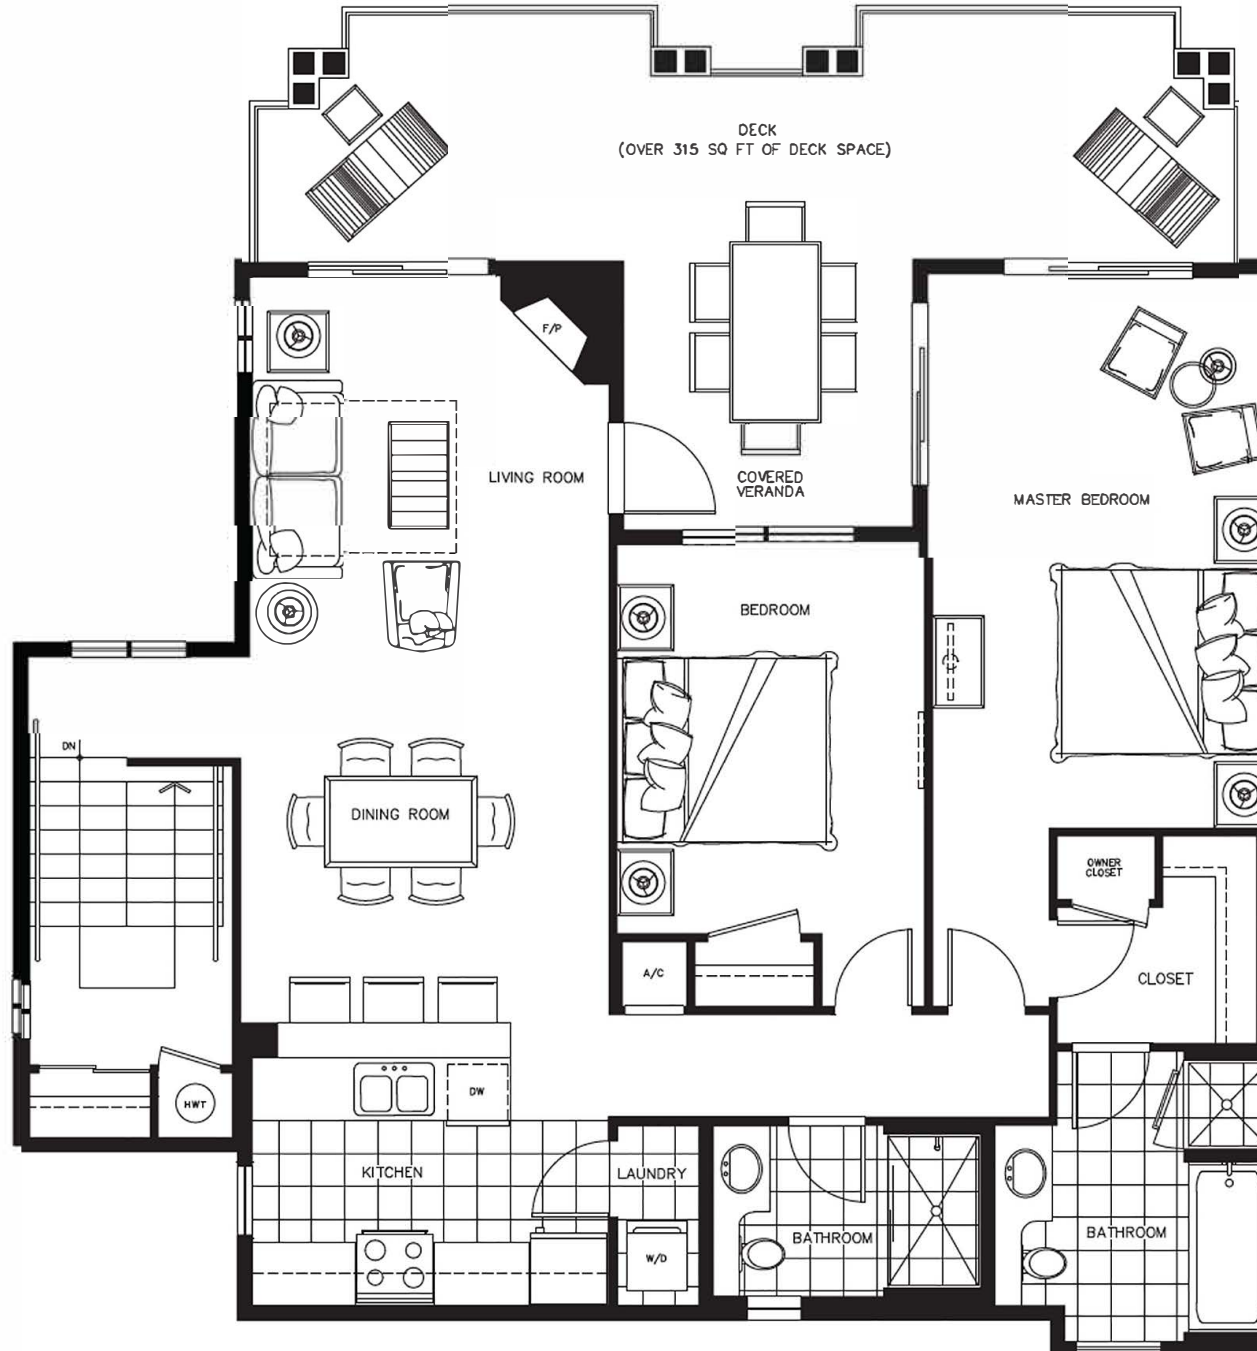 DECK
(OVER 315 SQ FT OF DECK SPACE)
F/P
LIVING ROOM
COVERED
VERANDA
MASTER BEDROOM
BEDROOM
DN
DINING ROOM
OWNER
CLOSET
A/C
CLOSET
DW
HWT
KITCHEN
LAUNDRY
BATHROOM
BATHROOM
W/D